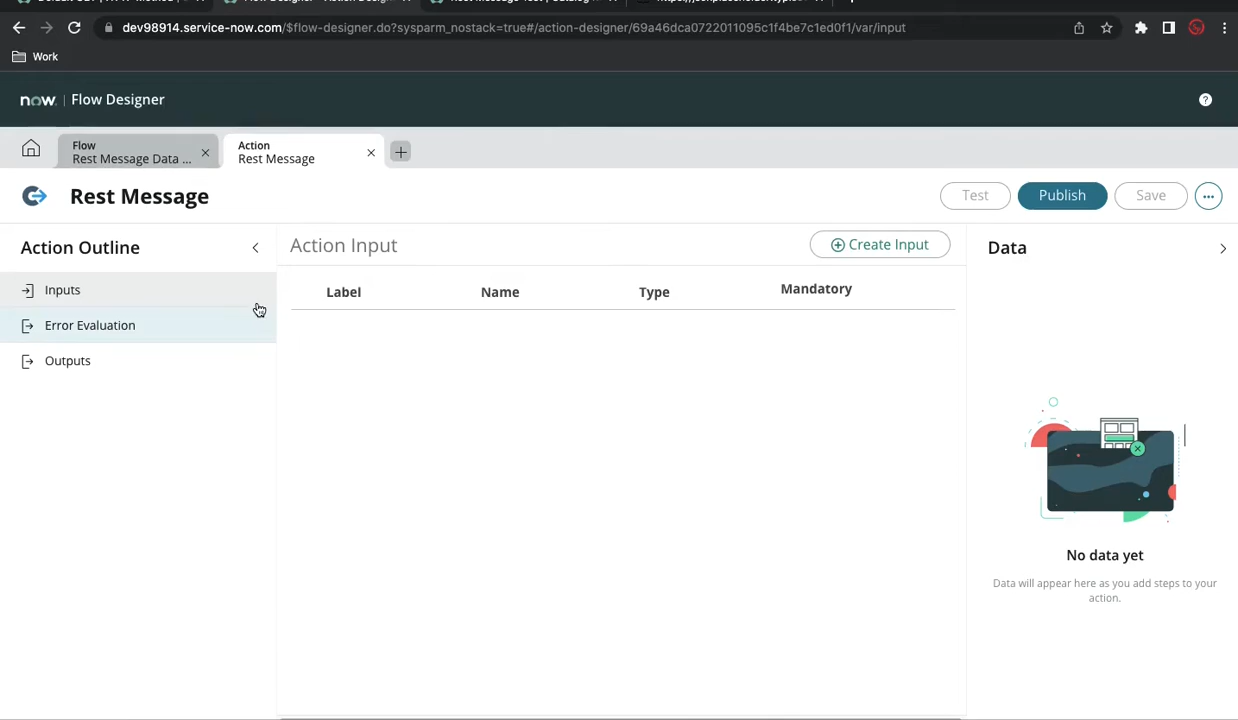 dev98914.service-now.com/$flow-designer.do?sysparm_nostack=true#/action-designer/69a46dca0722011095c1f4be7c1ed0f1/var/input
Work
now. | Flow Designer
?
Flow
Rest Message Data ...
Action
Rest Message
Rest Message
Test
Publish
Save
...
Action Outline
Action Input
Create Input
Data
Inputs
Label
Name
Type
Mandatory
Error Evaluation
Outputs
No data yet
Data will appear here as you add steps to your
action.